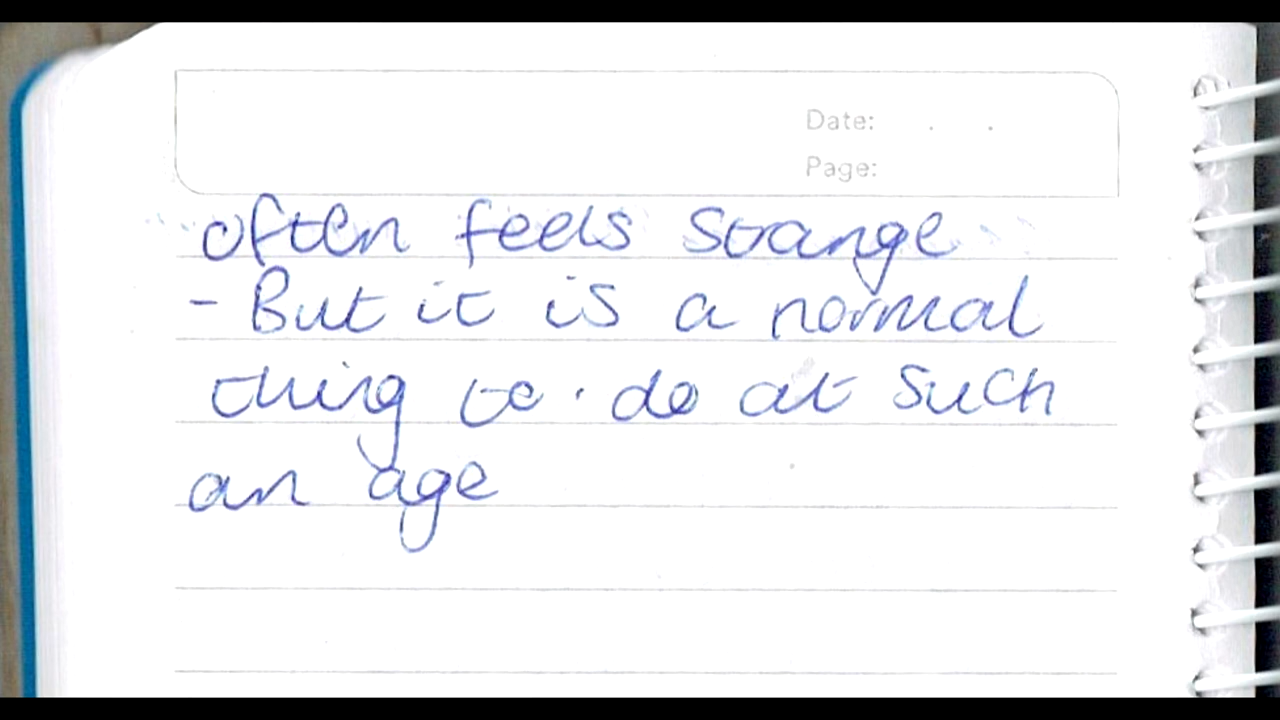 Date: . .
Page:
often feels strange
- But it is a normal
thing to · do at such
an age